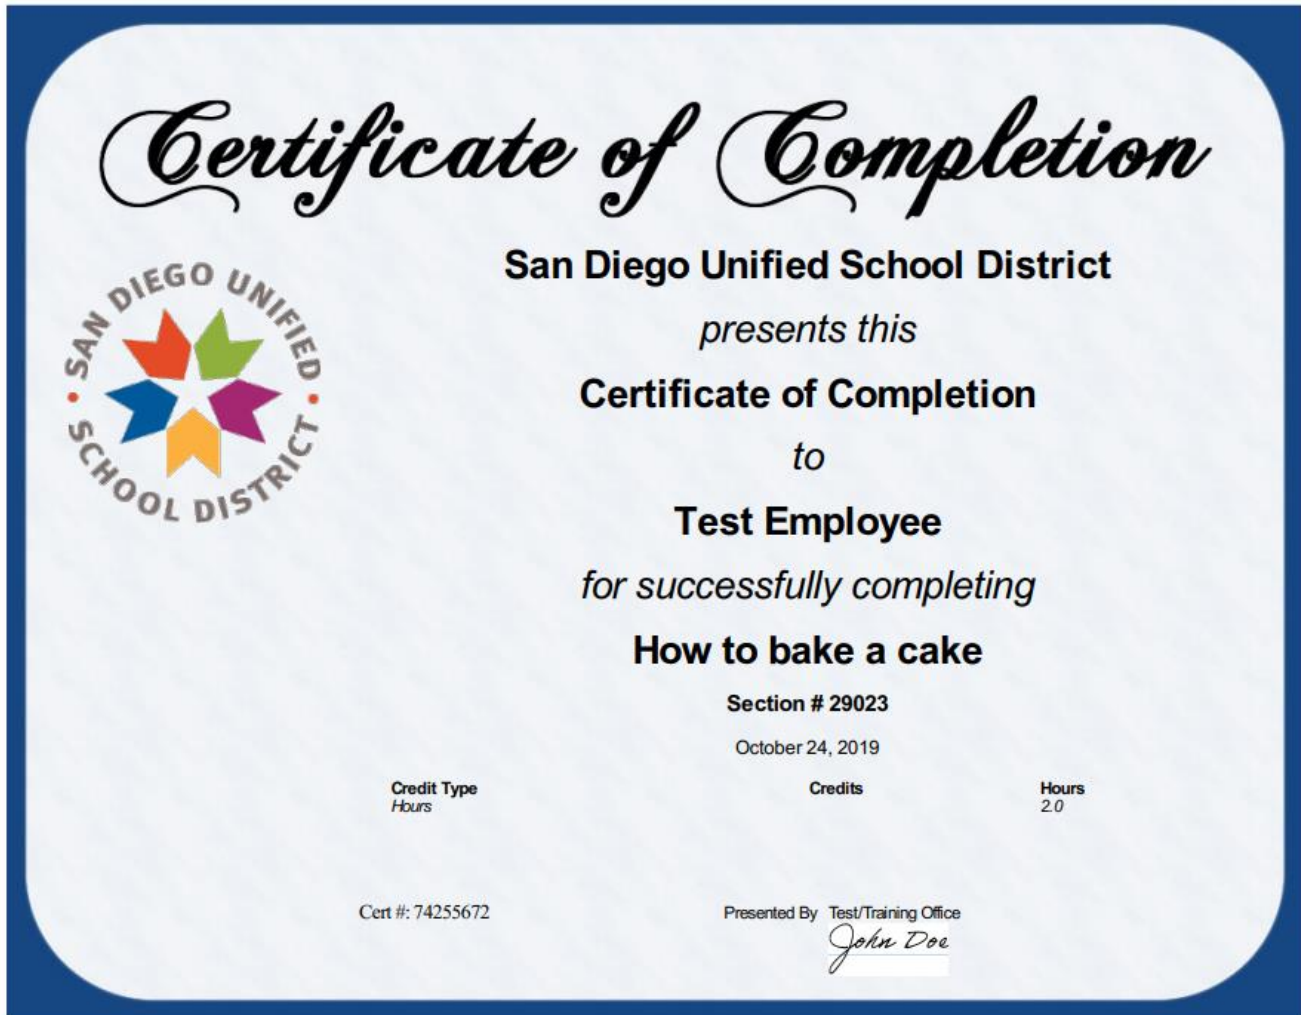 Certificate of Completion
SAN DIEGO UNIFIED
SCHOOL DISTRICT
San Diego Unified School District
presents this
Certificate of Completion
to
Test Employee
for successfully completing
How to bake a cake
Section # 29023
October 24, 2019
Credit Type Credits Hours
Hours 2.0
Cert #: 74255672 Presented By Test/Training Office
John Doe